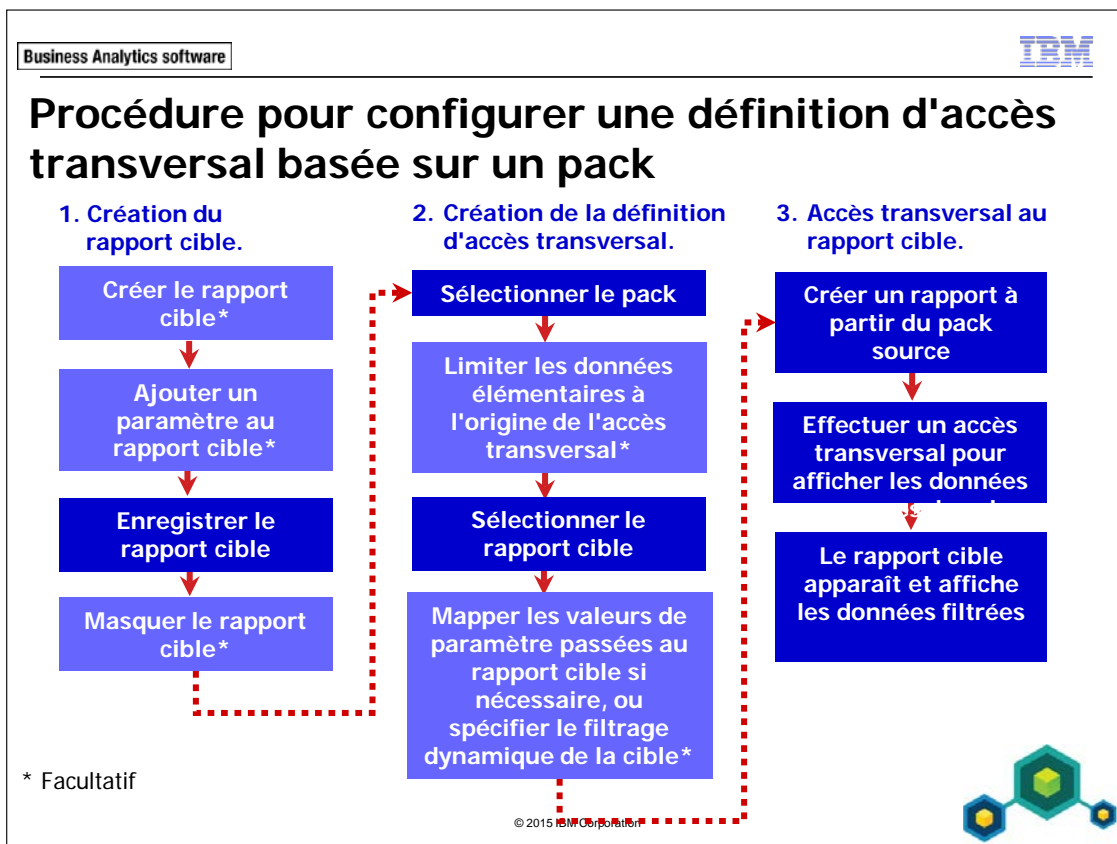 Business Analytics software
IBM
Procédure pour configurer une définition d'accès
transversal basée sur un pack
1. Création du
rapport cible.
Créer le rapport
cible*
Ajouter un
paramètre au
rapport cible*
Enregistrer le
rapport cible
Masquer le rapport
cible*
2. Création de la définition
d'accès transversal.
Sélectionner le pack
Limiter les données
élémentaires à
l'origine de l'accès
transversal*
Sélectionner le
rapport cible
Mapper les valeurs de
paramètre passées au
rapport cible si
nécessaire, ou
spécifier le filtrage
dynamique de la cible*
3. Accès transversal au
rapport cible.
Créer un rapport à
partir du pack
source
Effectuer un accès
transversal pour
afficher les données
Le rapport cible
apparaît et affiche
les données filtrées
* Facultatif
© 2015 IBM Corporation